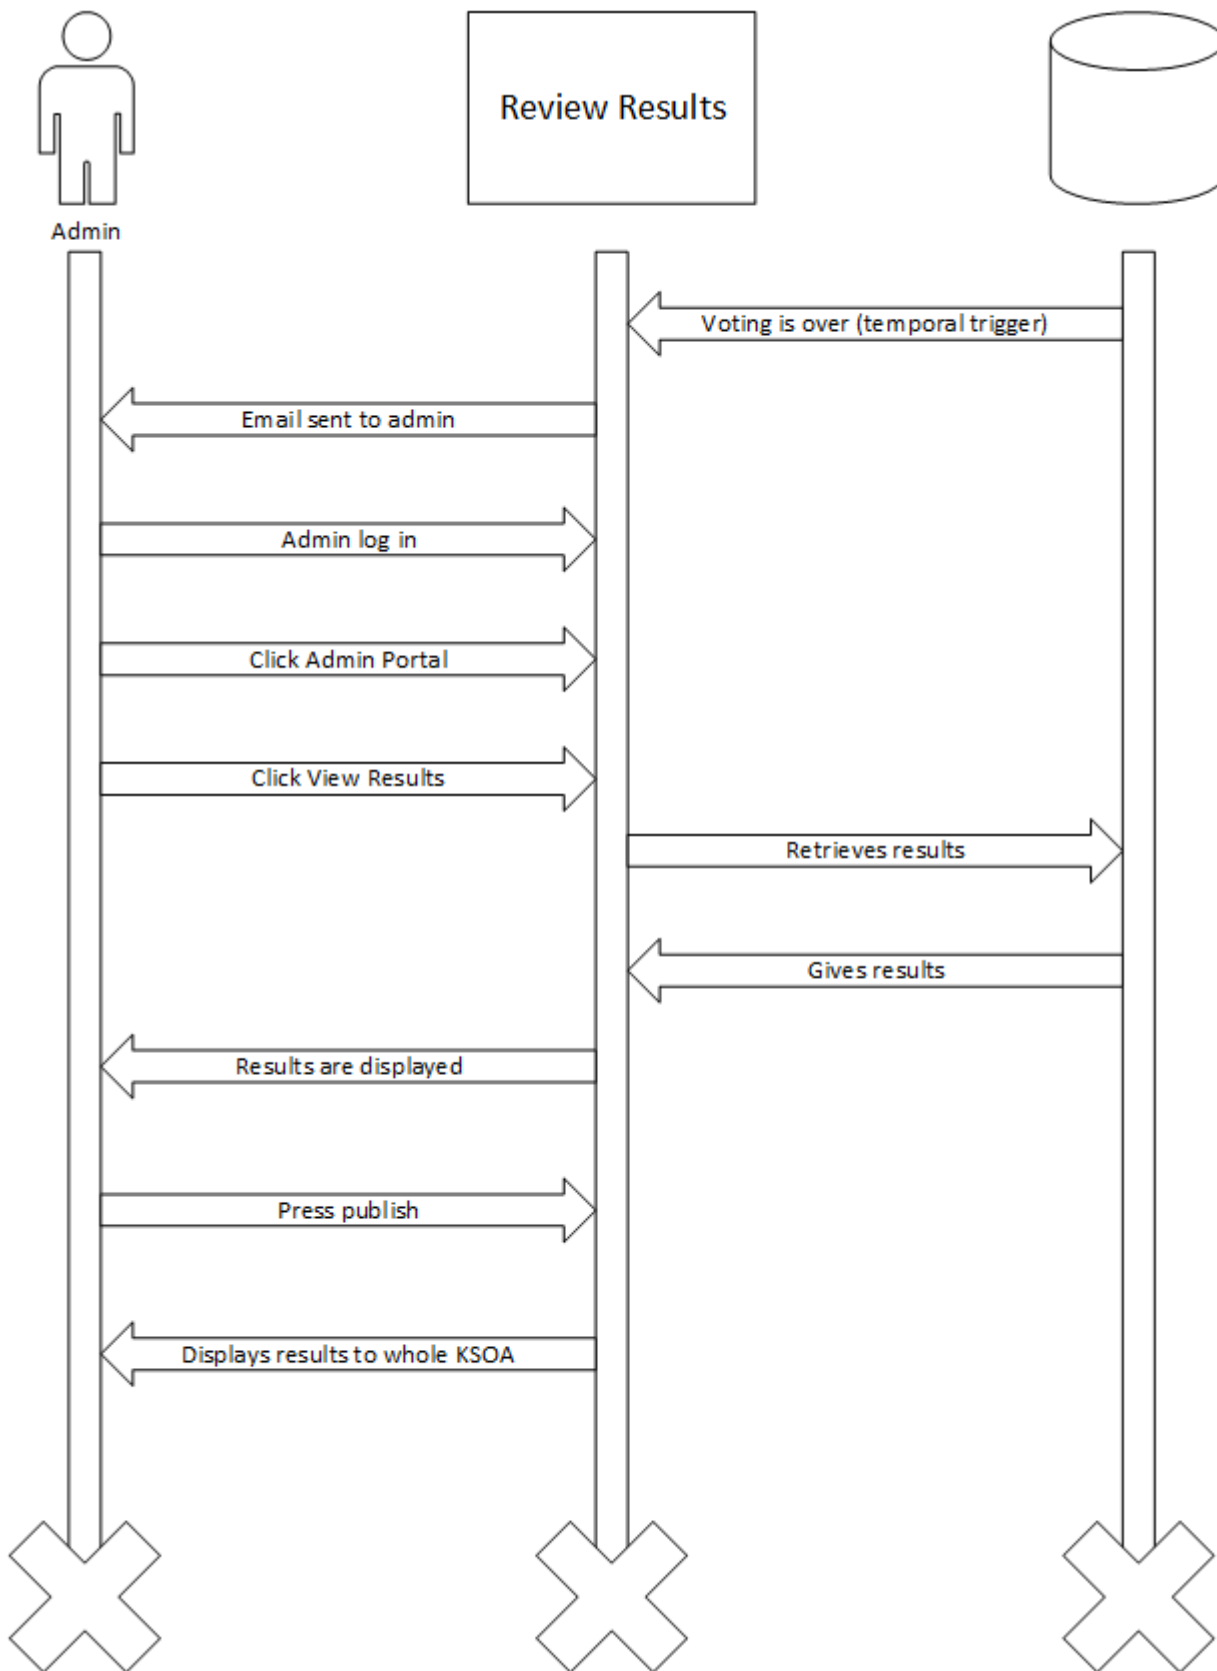 Review Results
Admin
Voting is over (temporal trigger)
Email sent to admin
Admin log in
Click Admin Portal
Click View Results
Retrieves results
Gives results
Results are displayed
Press publish
Displays results to whole KSOA